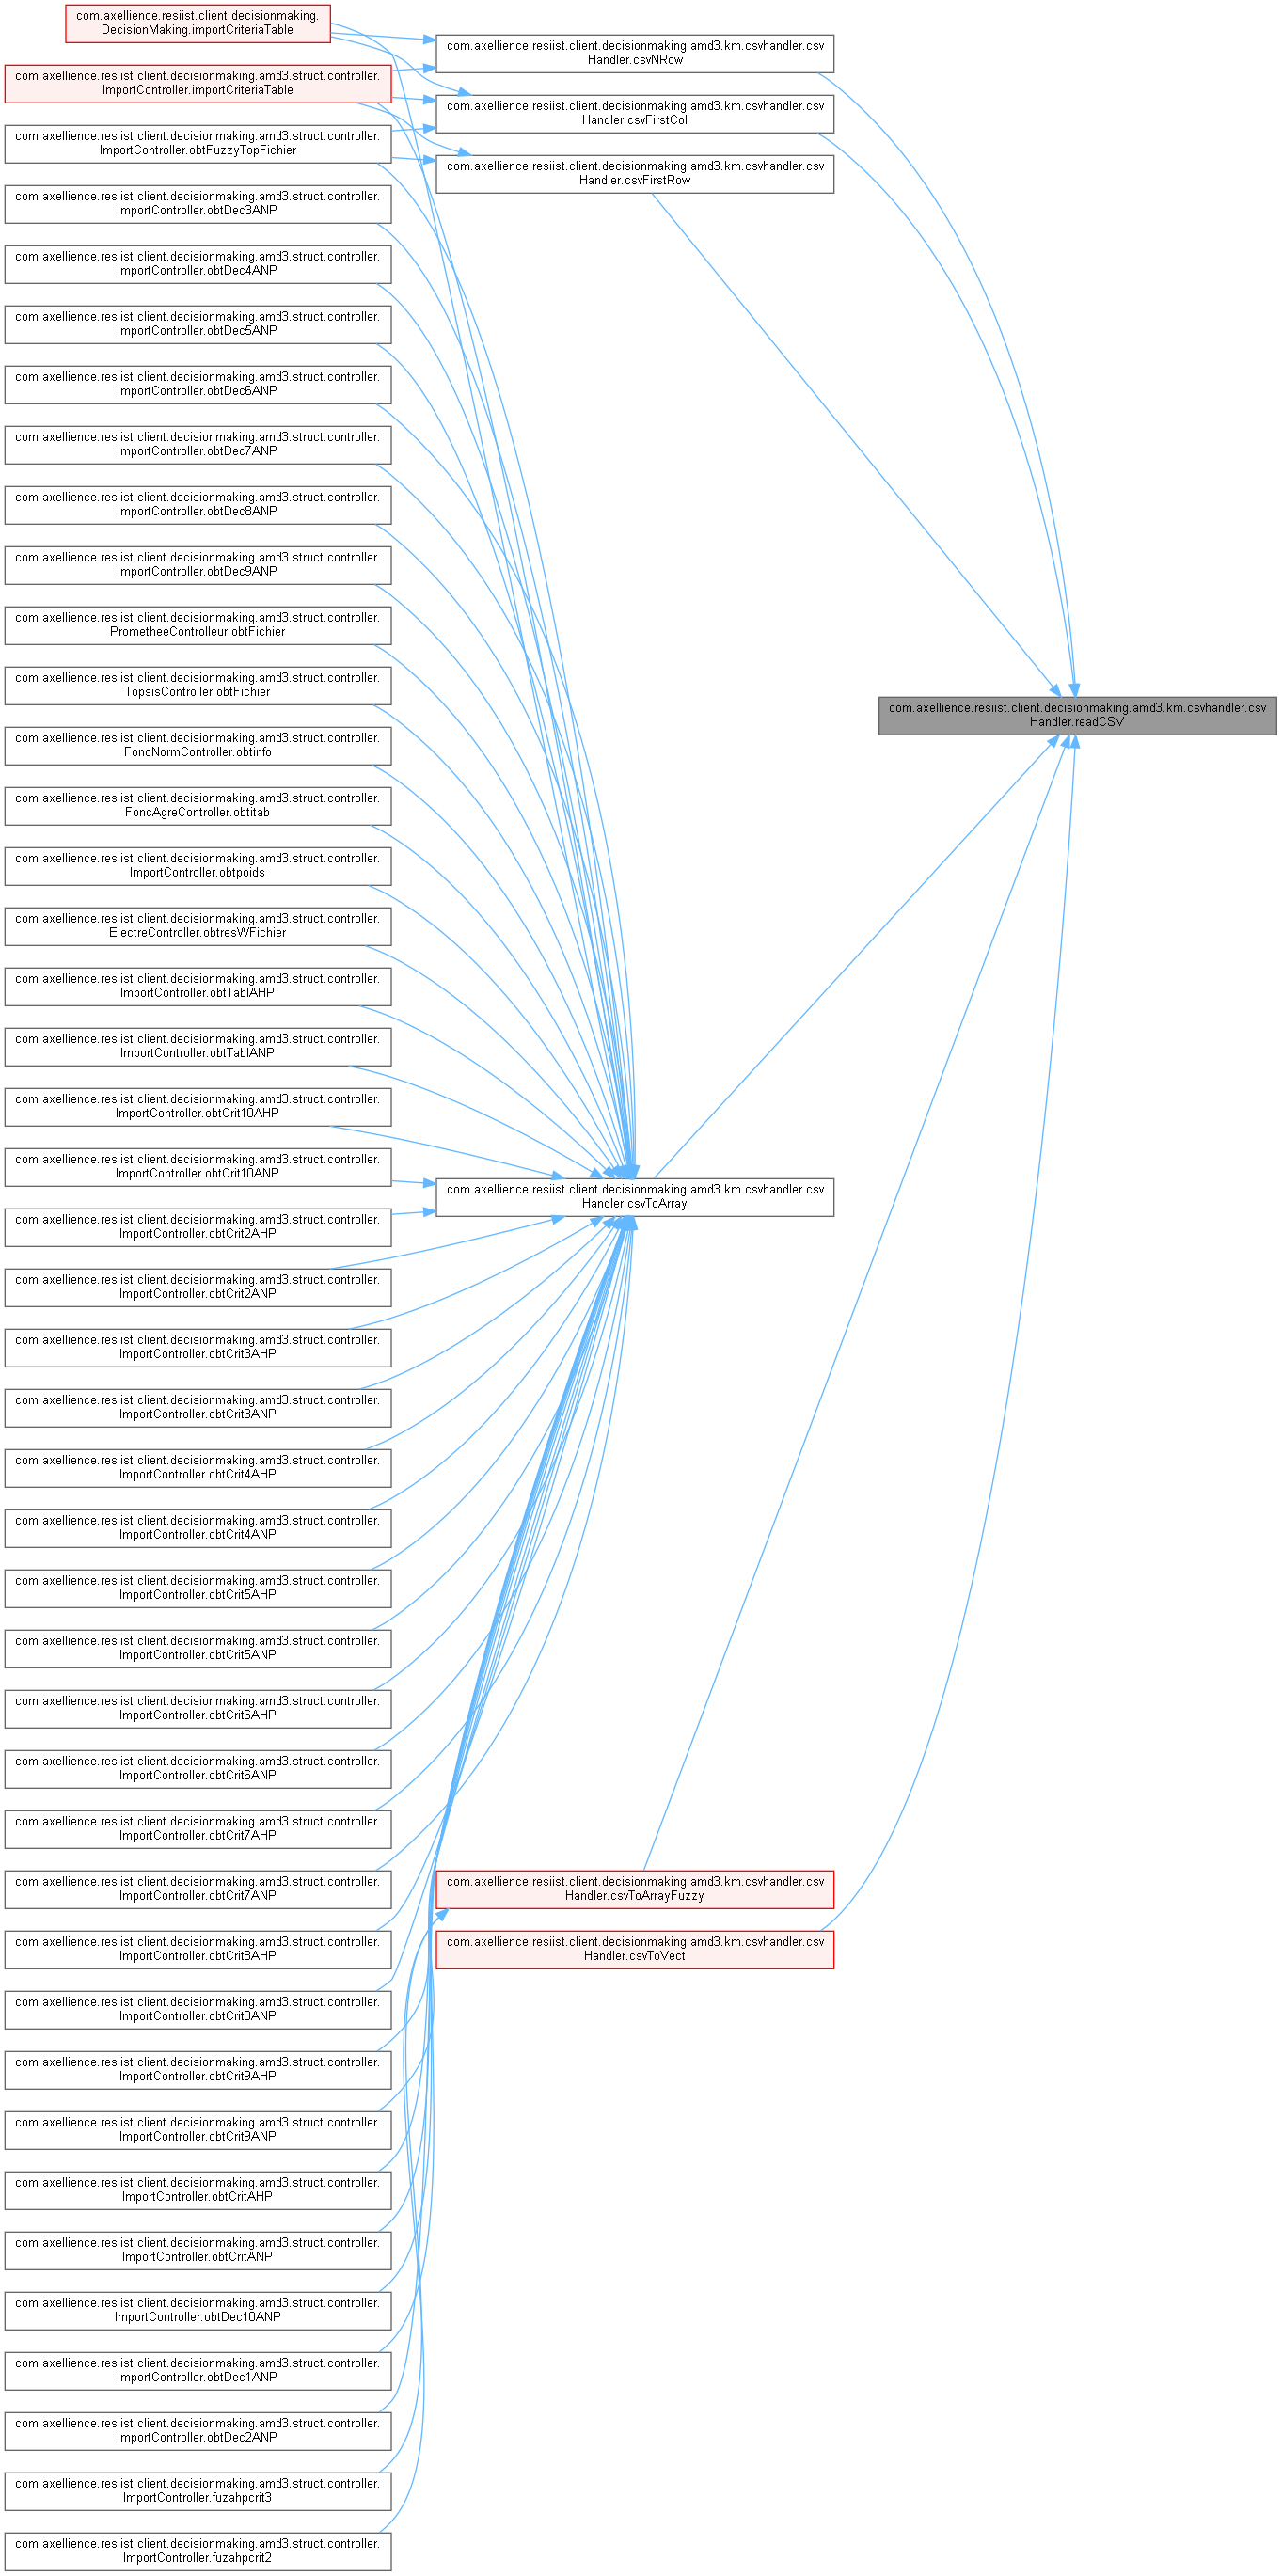 com.axellience.resiist.client.decisionmaking.
DecisionMaking.importCriteriaTable
com.axellience.resiist.client.decisionmaking.amd3.struct.controller.
ImportController.importCriteriaTable
com.axellience.resiist.client.decisionmaking.amd3.struct.controller.
ImportController.obtFuzzyTopFichier
com.axellience.resiist.client.decisionmaking.amd3.struct.controller.
ImportController.obtDec3ANP
com.axellience.resiist.client.decisionmaking.amd3.struct.controller.
ImportController.obtDec4ANP
com.axellience.resiist.client.decisionmaking.amd3.struct.controller.
ImportController.obtDec5ANP
com.axellience.resiist.client.decisionmaking.amd3.struct.controller.
ImportController.obtDec6ANP
com.axellience.resiist.client.decisionmaking.amd3.struct.controller.
ImportController.obtDec7ANP
com.axellience.resiist.client.decisionmaking.amd3.struct.controller.
ImportController.obtDec8ANP
com.axellience.resiist.client.decisionmaking.amd3.struct.controller.
ImportController.obtDec9ANP
com.axellience.resiist.client.decisionmaking.amd3.struct.controller.
PrometheeControlleur.obtFichier
com.axellience.resiist.client.decisionmaking.amd3.struct.controller.
TopsisController.obtFichier
com.axellience.resiist.client.decisionmaking.amd3.struct.controller.
FoncNormController.obtinfo
com.axellience.resiist.client.decisionmaking.amd3.struct.controller.
FoncAgreController.obtitab
com.axellience.resiist.client.decisionmaking.amd3.struct.controller.
ImportController.obtpoids
com.axellience.resiist.client.decisionmaking.amd3.struct.controller.
ElectreController.obtresWFichier
com.axellience.resiist.client.decisionmaking.amd3.struct.controller.
ImportController.obtTablAHP
com.axellience.resiist.client.decisionmaking.amd3.struct.controller.
ImportController.obtTablANP
com.axellience.resiist.client.decisionmaking.amd3.struct.controller.
ImportController.obtCrit10AHP
com.axellience.resiist.client.decisionmaking.amd3.struct.controller.
ImportController.obtCrit10ANP
com.axellience.resiist.client.decisionmaking.amd3.struct.controller.
ImportController.obtCrit2AHP
com.axellience.resiist.client.decisionmaking.amd3.struct.controller.
ImportController.obtCrit2ANP
com.axellience.resiist.client.decisionmaking.amd3.struct.controller.
ImportController.obtCrit3AHP
com.axellience.resiist.client.decisionmaking.amd3.struct.controller.
ImportController.obtCrit3ANP
com.axellience.resiist.client.decisionmaking.amd3.struct.controller.
ImportController.obtCrit4AHP
com.axellience.resiist.client.decisionmaking.amd3.struct.controller.
ImportController.obtCrit4ANP
com.axellience.resiist.client.decisionmaking.amd3.struct.controller.
ImportController.obtCrit5AHP
com.axellience.resiist.client.decisionmaking.amd3.struct.controller.
ImportController.obtCrit5ANP
com.axellience.resiist.client.decisionmaking.amd3.struct.controller.
ImportController.obtCrit6AHP
com.axellience.resiist.client.decisionmaking.amd3.struct.controller.
ImportController.obtCrit6ANP
com.axellience.resiist.client.decisionmaking.amd3.struct.controller.
ImportController.obtCrit7AHP
com.axellience.resiist.client.decisionmaking.amd3.struct.controller.
ImportController.obtCrit7ANP
com.axellience.resiist.client.decisionmaking.amd3.struct.controller.
ImportController.obtCrit8AHP
com.axellience.resiist.client.decisionmaking.amd3.struct.controller.
ImportController.obtCrit8ANP
com.axellience.resiist.client.decisionmaking.amd3.struct.controller.
ImportController.obtCrit9AHP
com.axellience.resiist.client.decisionmaking.amd3.struct.controller.
ImportController.obtCrit9ANP
com.axellience.resiist.client.decisionmaking.amd3.struct.controller.
ImportController.obtCritAHP
com.axellience.resiist.client.decisionmaking.amd3.struct.controller.
ImportController.obtCritANP
com.axellience.resiist.client.decisionmaking.amd3.struct.controller.
ImportController.obtDec10ANP
com.axellience.resiist.client.decisionmaking.amd3.struct.controller.
ImportController.obtDec1ANP
com.axellience.resiist.client.decisionmaking.amd3.struct.controller.
ImportController.obtDec2ANP
com.axellience.resiist.client.decisionmaking.amd3.struct.controller.
ImportController.fuzahpcrit3
com.axellience.resiist.client.decisionmaking.amd3.struct.controller.
ImportController.fuzahpcrit2
com.axellience.resiist.client.decisionmaking.amd3.km.csvhandler.csv
Handler.csvNRow
com.axellience.resiist.client.decisionmaking.amd3.km.csvhandler.csv
Handler.csvFirstCol
com.axellience.resiist.client.decisionmaking.amd3.km.csvhandler.csv
Handler.csvFirstRow
com.axellience.resiist.client.decisionmaking.amd3.km.csvhandler.csv
Handler.csvToArray
com.axellience.resiist.client.decisionmaking.amd3.km.csvhandler.csv
Handler.csvToArrayFuzzy
com.axellience.resiist.client.decisionmaking.amd3.km.csvhandler.csv
Handler.csvToVect
com.axellience.resiist.client.decisionmaking.amd3.km.csvhandler.csv
Handler.readCSV